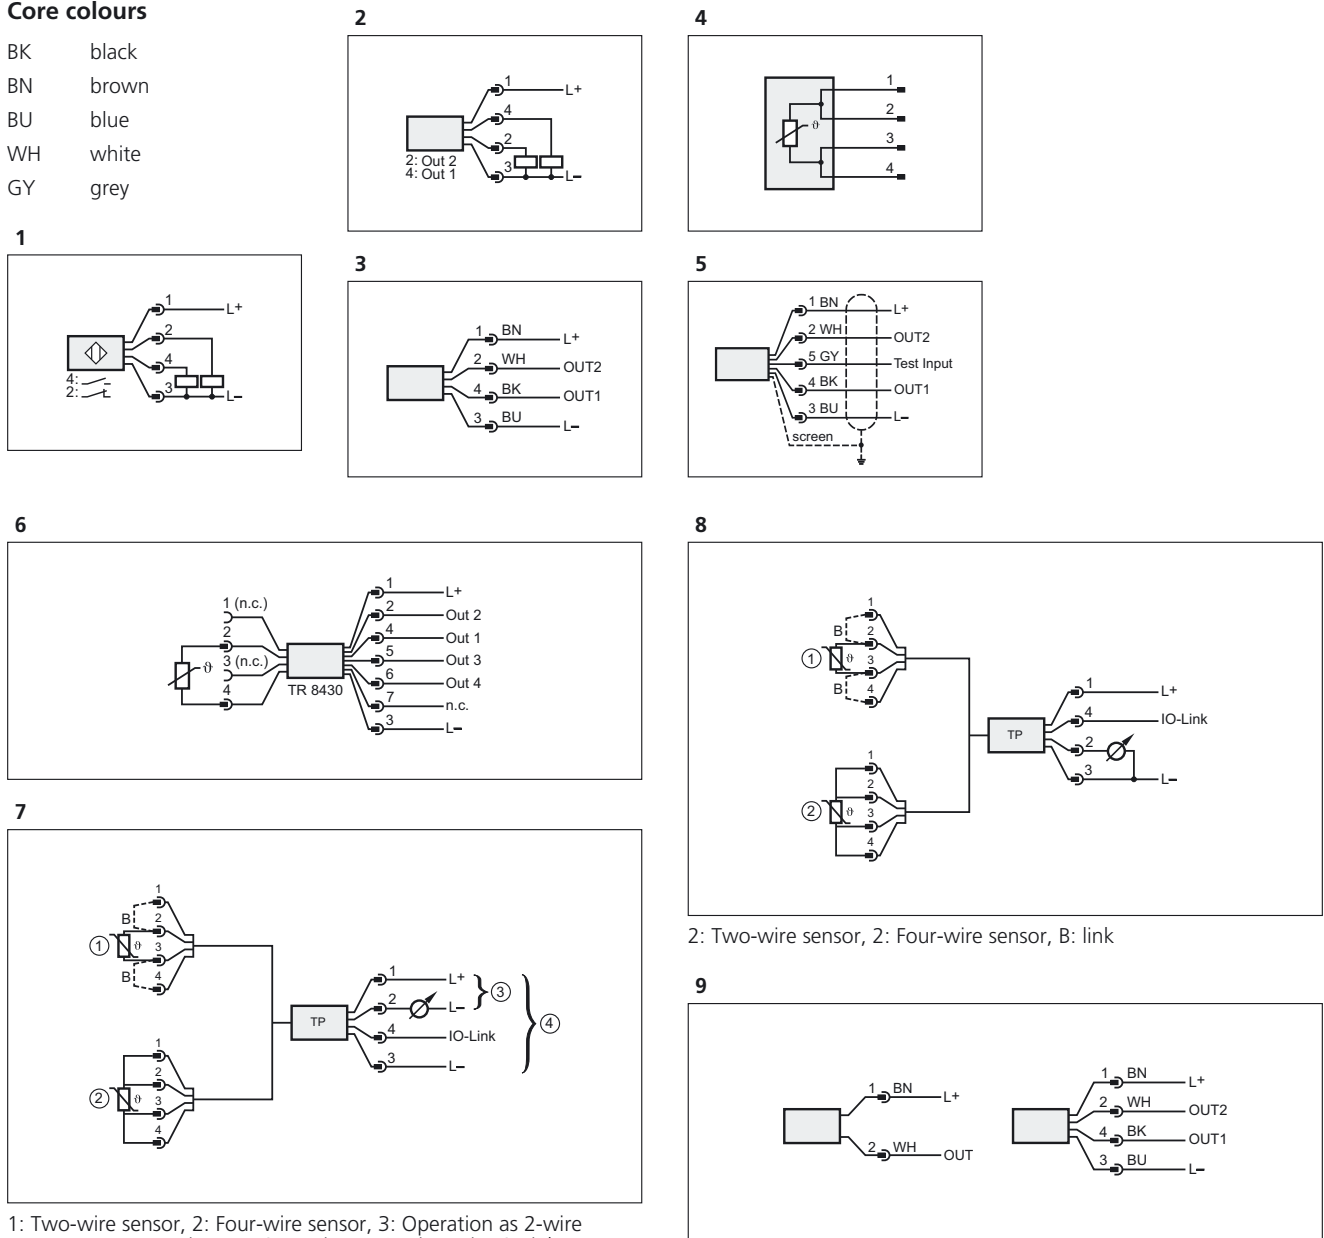 Core colours
BK black
BN brown
BU blue
WH white
GY grey
1
1
L+
2
4
4:
2:
3
L–
2
1
L+
4
2
2: Out 2
4: Out 1
3
L–
3
1 BN
L+
2 WH
OUT2
4 BK
OUT1
3 BU
L–
4
1
2
ϑ
3
4
5
1 BN
L+
2 WH
OUT2
5 GY
Test Input
4 BK
OUT1
3 BU
L–
screen
6
1 (n.c.)
2
ϑ
3 (n.c.)
4
TR 8430
1
L+
2
Out 2
4
Out 1
5
Out 3
6
Out 4
7
n.c.
3
L–
7
1
B
2
1
ϑ
3
B
4
1
2
2
ϑ
3
4
TP
1
L+
2
L–
3
4
IO-Link
3
L–
4
1: Two-wire sensor, 2: Four-wire sensor, 3: Operation as 2-wire
8
1
B
2
1
ϑ
3
B
4
1
2
2
ϑ
3
4
TP
1
L+
4
IO-Link
2
3
L–
2: Two-wire sensor, 2: Four-wire sensor, B: link
9
1 BN
L+
2 WH
OUT
1 BN
L+
2 WH
OUT2
4 BK
OUT1
3 BU
L–